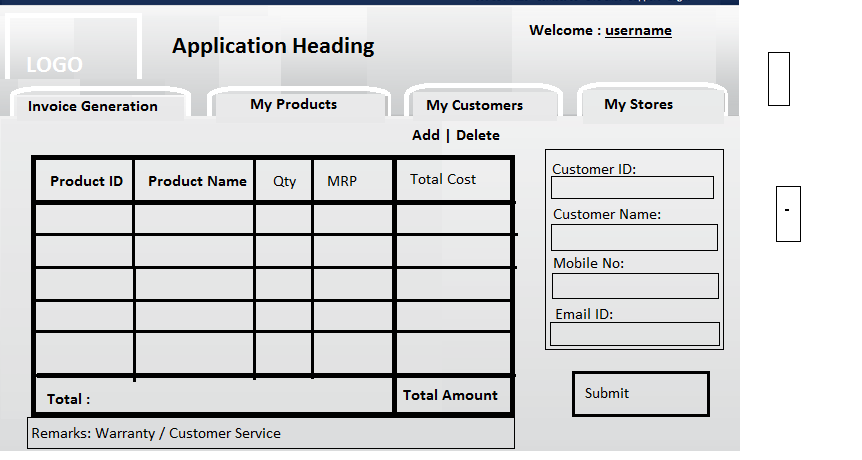 Welcome : username
Application Heading
LOGO
Invoice Generation My Products My Customers My Stores
Add | Delete
Product ID Product Name Qty MRP Total Cost
Customer ID:
Customer Name:
Mobile No:
Email ID:
Total : Total Amount
Submit
Remarks: Warranty / Customer Service
-